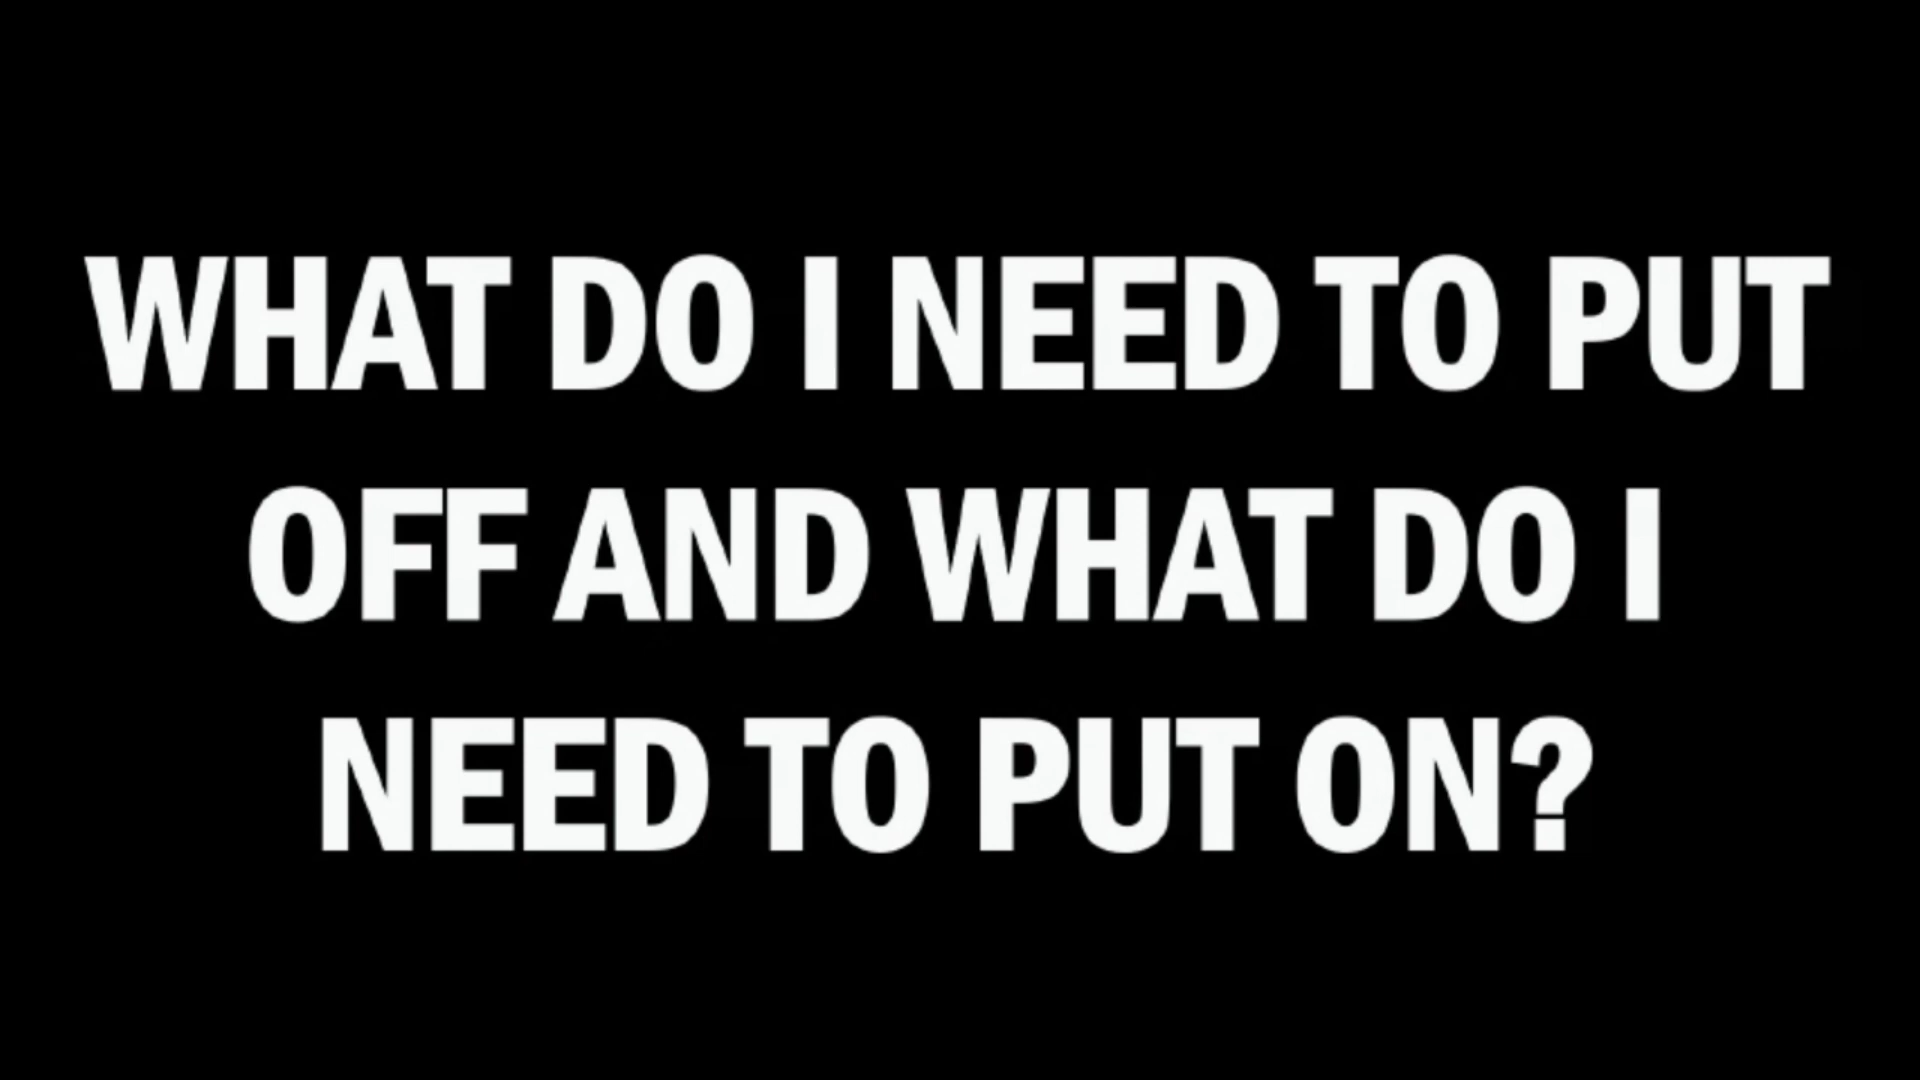 WHAT DO I NEED TO PUT
OFF AND WHAT DO I
NEED TO PUT ON?